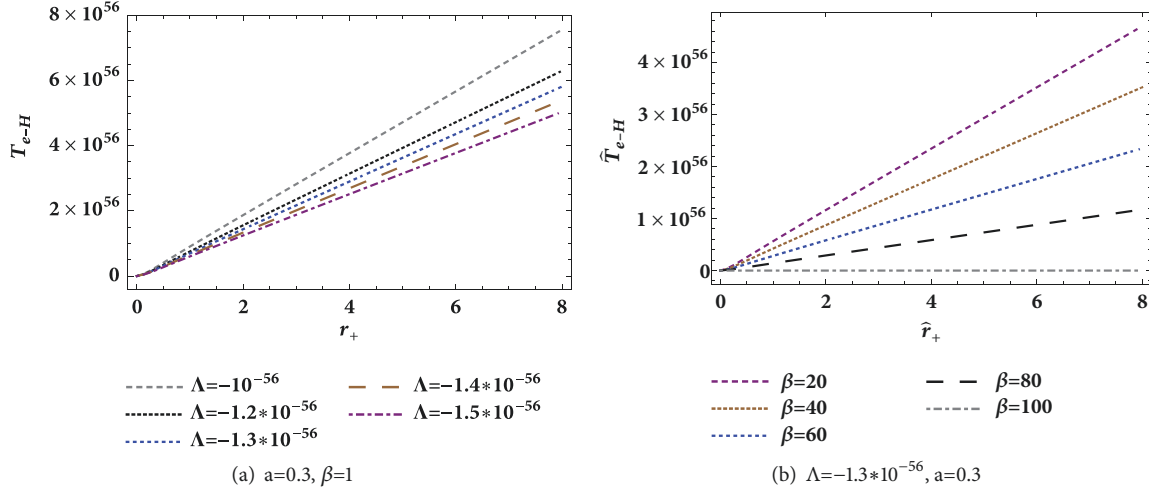 8 × 10^56
6 × 10^56
4 × 10^56
2 × 10^56
0
T_{e−H}
0 2 4 6 8
r_+
Λ=−10^{−56}
Λ=−1.4*10^{−56}
Λ=−1.2*10^{−56}
Λ=−1.5*10^{−56}
Λ=−1.3*10^{−56}
(a) a=0.3, β=1
4 × 10^56
3 × 10^56
2 × 10^56
1 × 10^56
0
T̂_{e−H}
0 2 4 6 8
r̂_+
β=20
β=80
β=40
β=100
β=60
(b) Λ=−1.3*10^{−56}, a=0.3